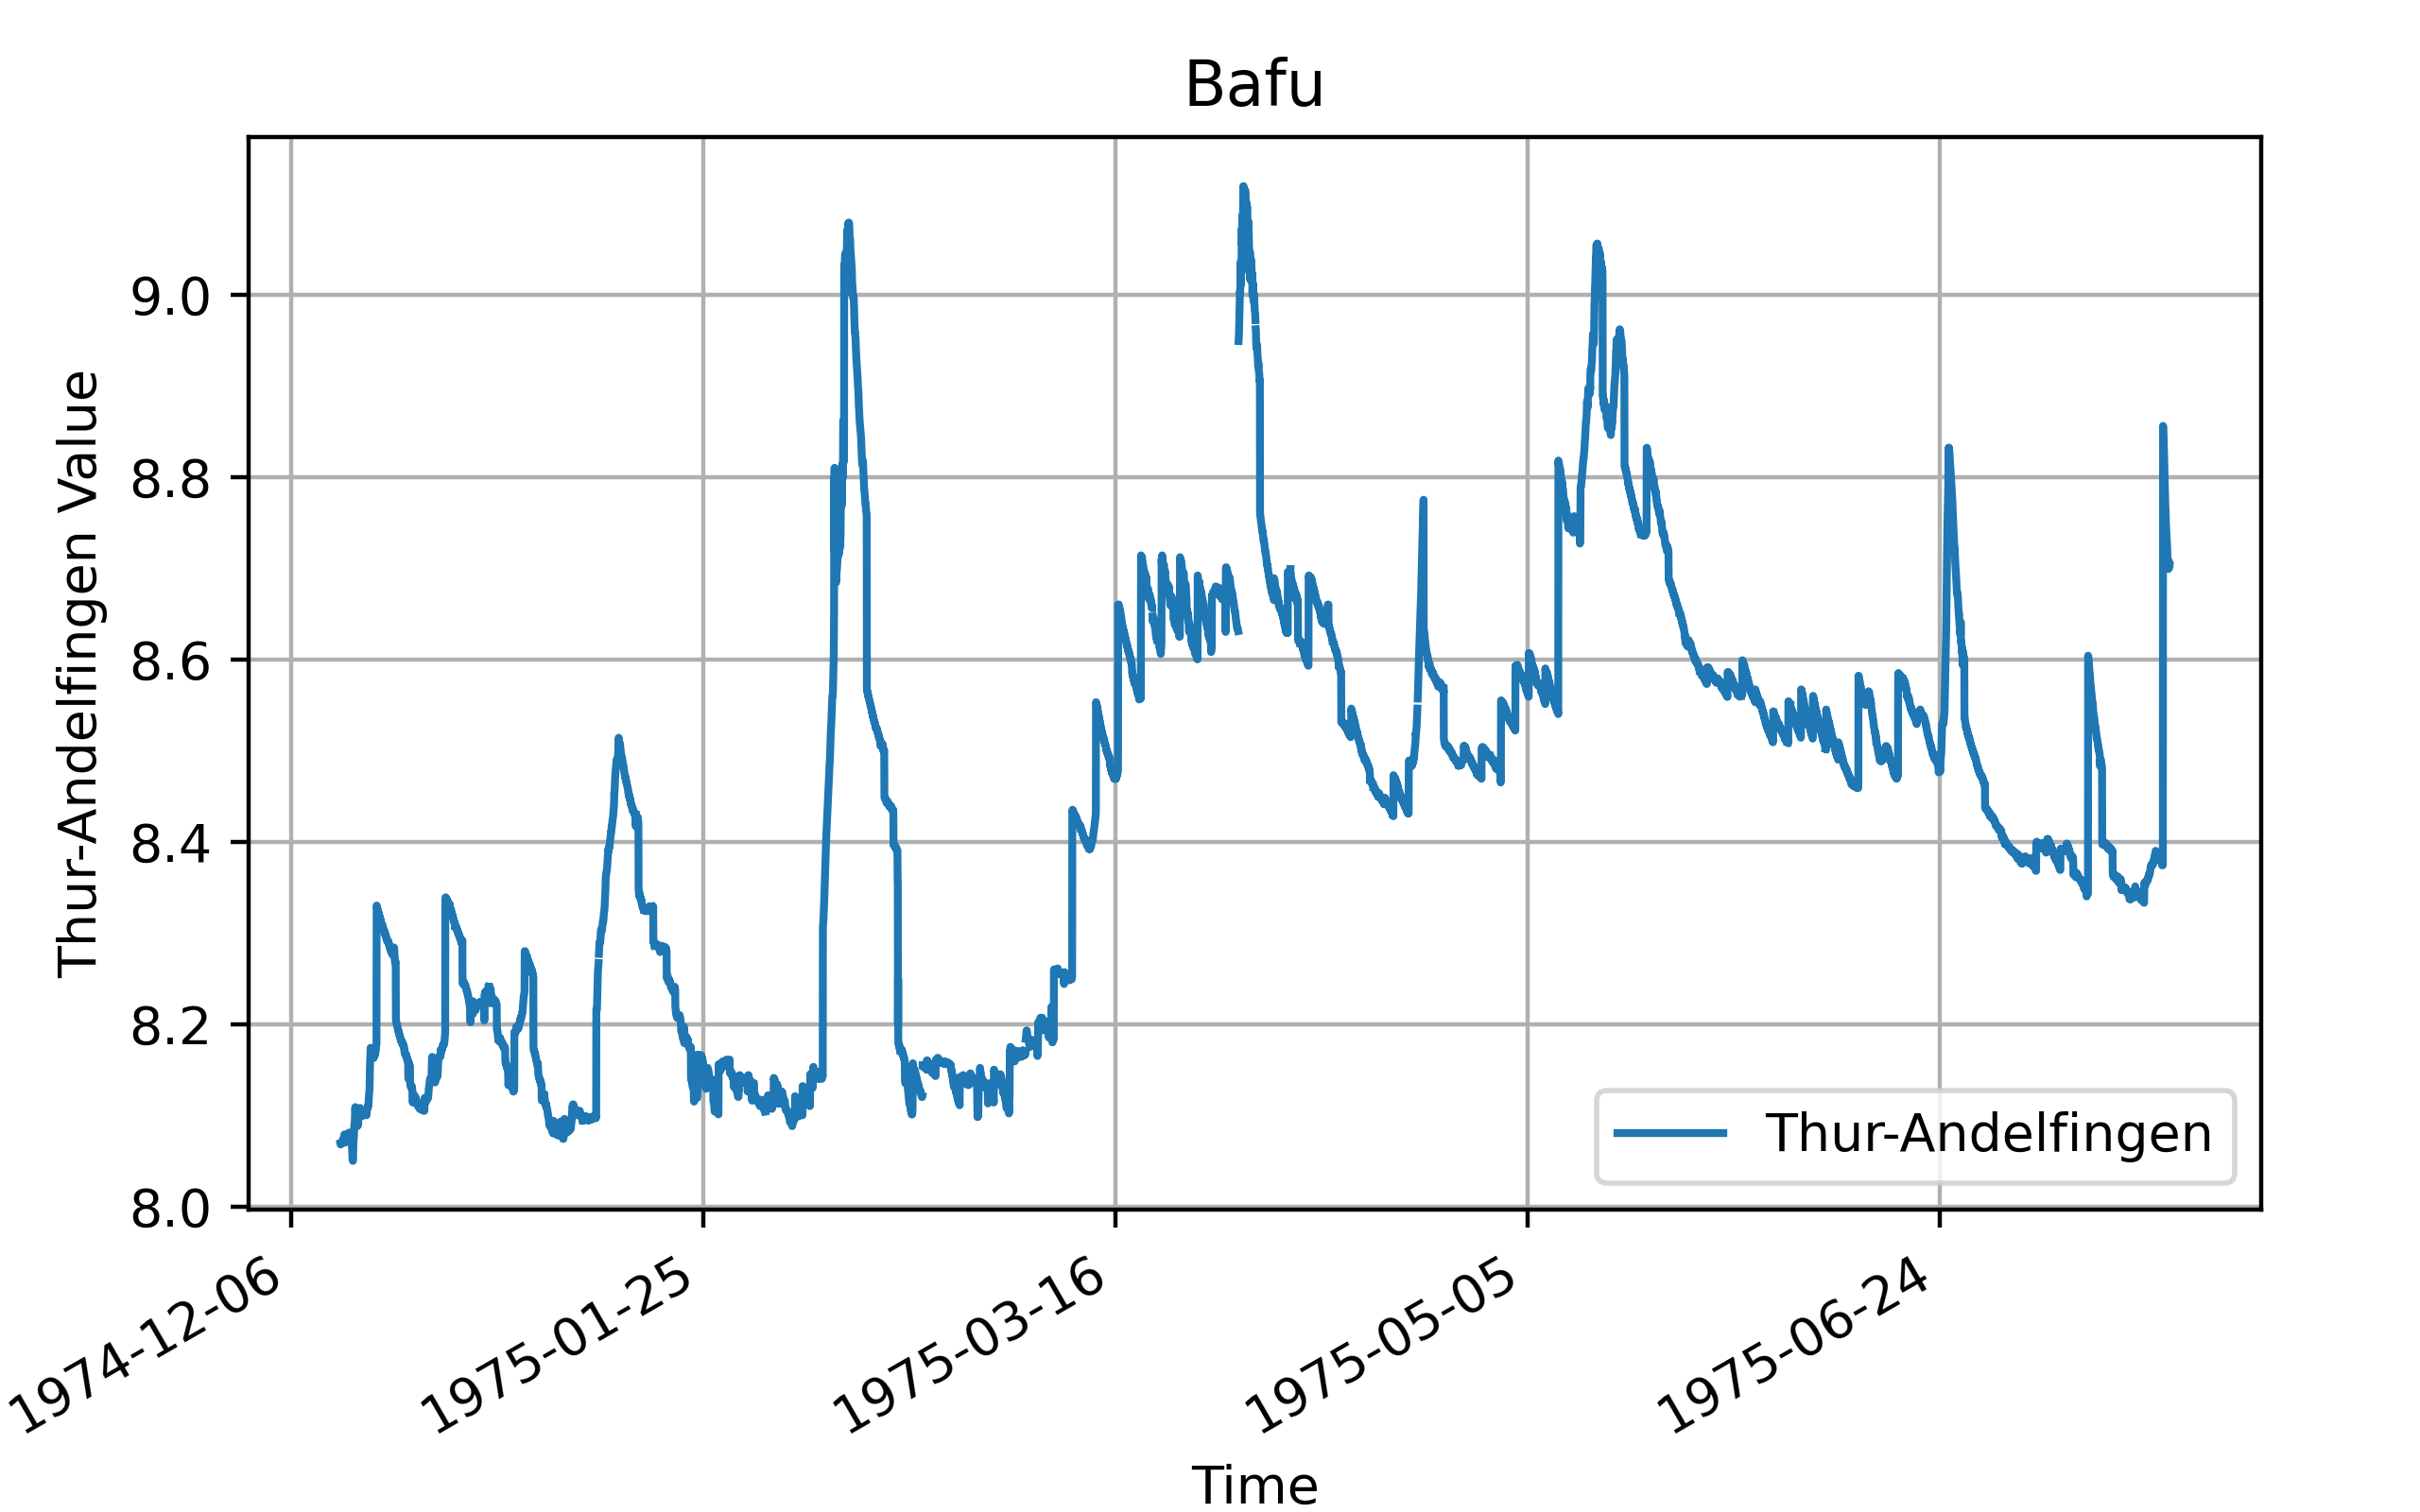 Bafu
Thur-Andelfingen Value
9.0
8.8
8.6
8.4
8.2
8.0
Thur-Andelfingen
1974-12-06
1975-01-25
1975-03-16
1975-05-05
1975-06-24
Time